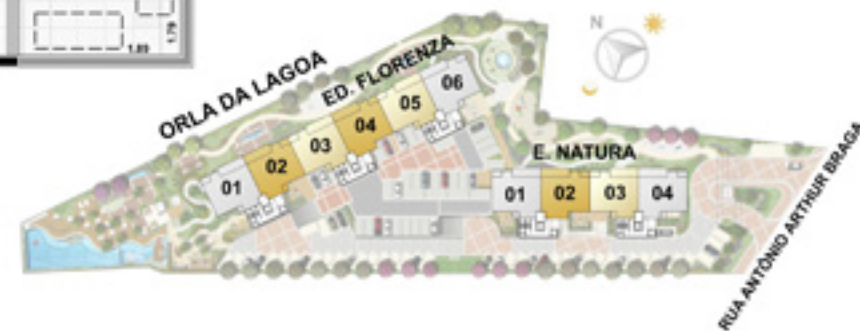 1.79
1.89
N
ORLA DA LAGOA
ED. FLORENZA
01
02
03
04
05
06
E. NATURA
01
02
03
04
RUA ANTÔNIO ARTHUR BRAGA